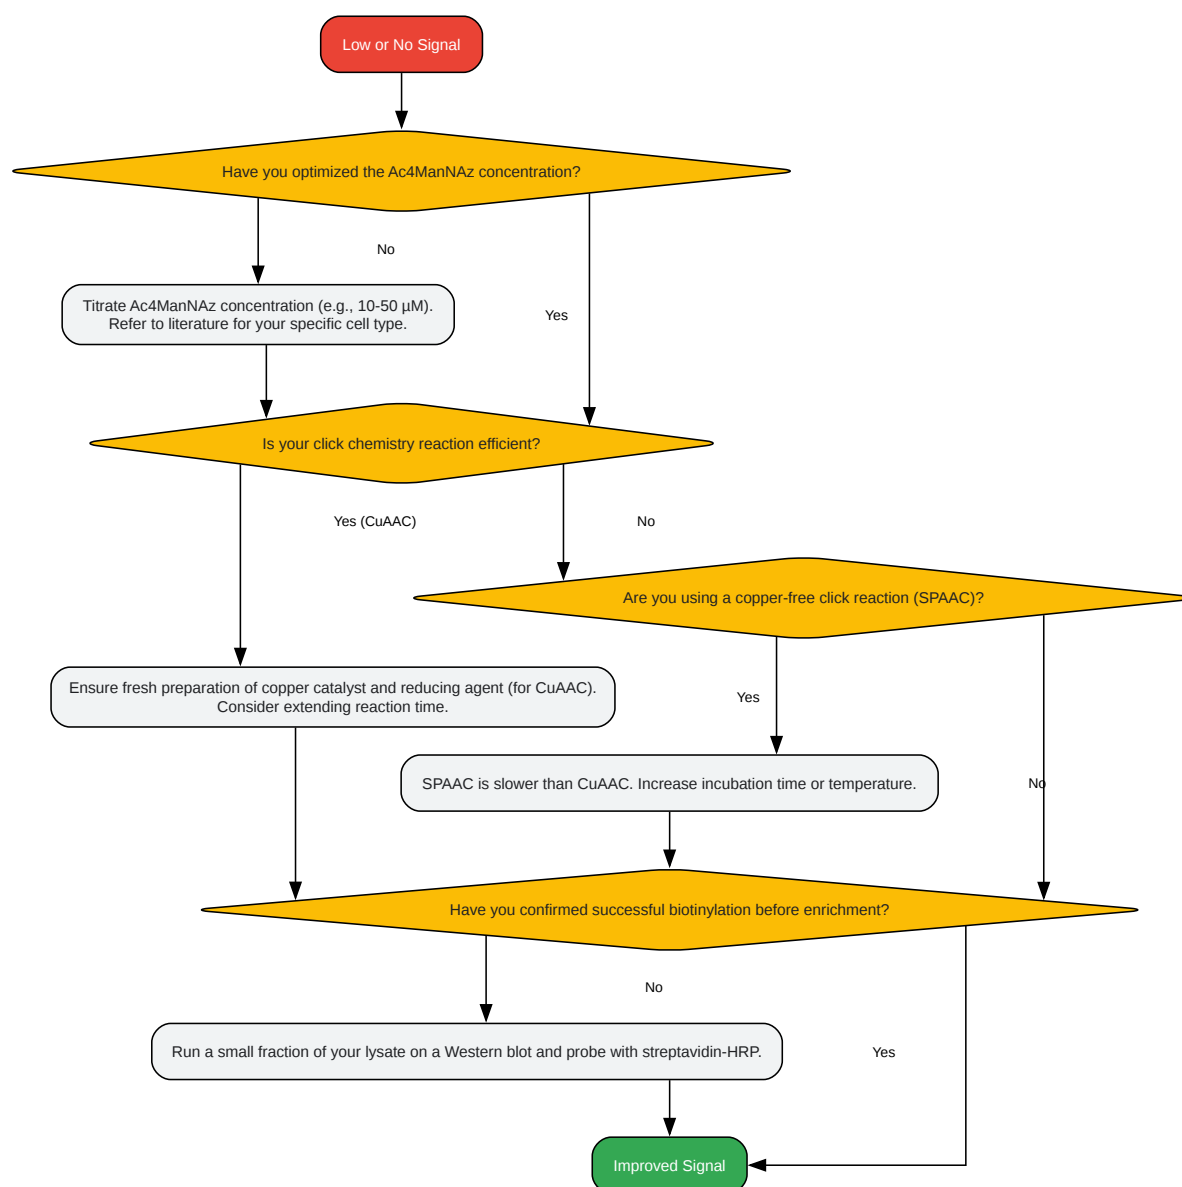 Low or No Signal
Have you optimized the Ac4ManNAz concentration?
No
Titrate Ac4ManNAz concentration (e.g., 10-50 µM).
Refer to literature for your specific cell type.
Yes
Is your click chemistry reaction efficient?
Yes (CuAAC)
No
Are you using a copper-free click reaction (SPAAC)?
Ensure fresh preparation of copper catalyst and reducing agent (for CuAAC).
Consider extending reaction time.
Yes
SPAAC is slower than CuAAC. Increase incubation time or temperature.
No
Have you confirmed successful biotinylation before enrichment?
No
Run a small fraction of your lysate on a Western blot and probe with streptavidin-HRP.
Yes
Improved Signal